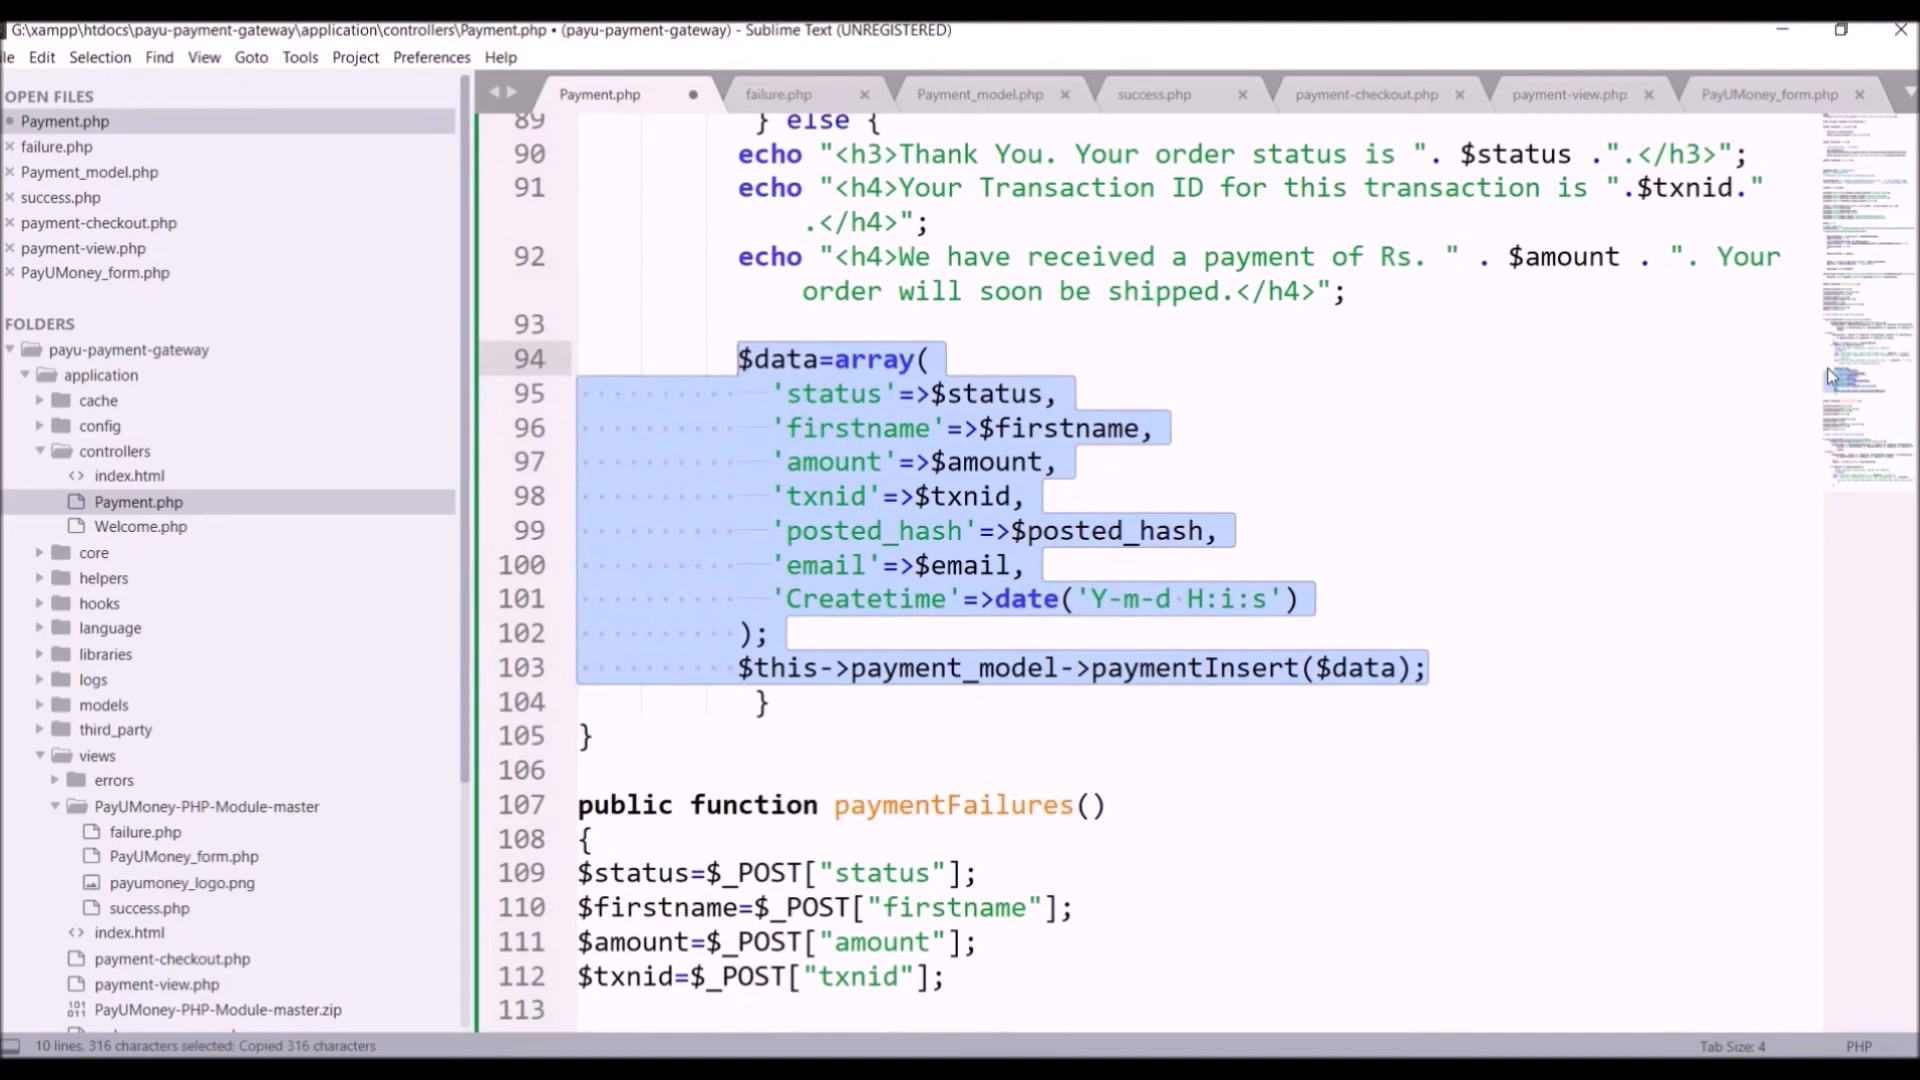 G:\xampp\htdocs\payu-payment-gateway\application\controllers\Payment.php • (payu-payment-gateway) - Sublime Text (UNREGISTERED)
le Edit Selection Find View Goto Tools Project Preferences Help
OPEN FILES
Payment.php
failure.php
Payment_model.php
success.php
payment-checkout.php
payment-view.php
PayUMoney_form.php
FOLDERS
payu-payment-gateway
application
cache
config
controllers
index.html
Payment.php
Welcome.php
core
helpers
hooks
language
libraries
logs
models
third_party
views
errors
PayUMoney-PHP-Module-master
failure.php
PayUMoney_form.php
payumoney_logo.png
success.php
index.html
payment-checkout.php
payment-view.php
PayUMoney-PHP-Module-master.zip
Payment.php failure.php Payment_model.php success.php payment-checkout.php payment-view.php PayUMoney_form.php
89 } else {
90 echo "<h3>Thank You. Your order status is ". $status .".</h3>";
91 echo "<h4>Your Transaction ID for this transaction is ".$txnid."
.</h4>";
92 echo "<h4>We have received a payment of Rs. " . $amount . ". Your
order will soon be shipped.</h4>";
93
94 $data=array(
95 'status'=>$status,
96 'firstname'=>$firstname,
97 'amount'=>$amount,
98 'txnid'=>$txnid,
99 'posted_hash'=>$posted_hash,
100 'email'=>$email,
101 'Createtime'=>date('Y-m-d H:i:s')
102 );
103 $this->payment_model->paymentInsert($data);
104 }
105 }
106
107 public function paymentFailures()
108 {
109 $status=$_POST["status"];
110 $firstname=$_POST["firstname"];
111 $amount=$_POST["amount"];
112 $txnid=$_POST["txnid"];
113
10 lines, 316 characters selected: Copied 316 characters
Tab Size: 4
PHP